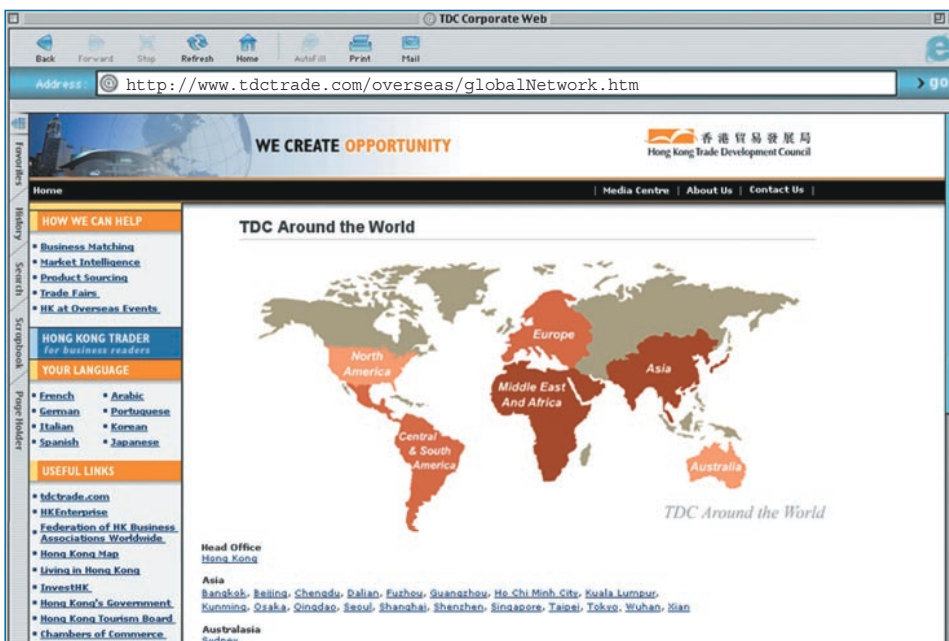 TDC Corporate Web
Back Forward Stop Refresh Home AutoFill Print Mail
Address: http://www.tdctrade.com/overseas/globalNetwork.htm go
Favorites
History
Search
Scrapbook
Page Holder
WE CREATE OPPORTUNITY
香港貿易發展局
Hong Kong Trade Development Council
Home | Media Centre | About Us | Contact Us |
HOW WE CAN HELP
Business Matching
Market Intelligence
Product Sourcing
Trade Fairs
HK at Overseas Events
HONG KONG TRADER
for business readers
YOUR LANGUAGE
French Arabic
German Portuguese
Italian Korean
Spanish Japanese
USEFUL LINKS
tdctrade.com
HKEnterprise
Federation of HK Business
Associations Worldwide
Hong Kong Map
Living in Hong Kong
InvestHK
Hong Kong's Government
Hong Kong Tourism Board
Chambers of Commerce
TDC Around the World
North
America
Europe
Asia
Middle East
And Africa
Central
& South
America
Australia
TDC Around the World
Head Office
Hong Kong
Asia
Bangkok, Beijing, Chengdu, Dalian, Fuzhou, Guangzhou, Ho Chi Minh City, Kuala Lumpur,
Kunming, Osaka, Qingdao, Seoul, Shanghai, Shenzhen, Singapore, Taipei, Tokyo, Wuhan, Xian
Australasia
Sydney